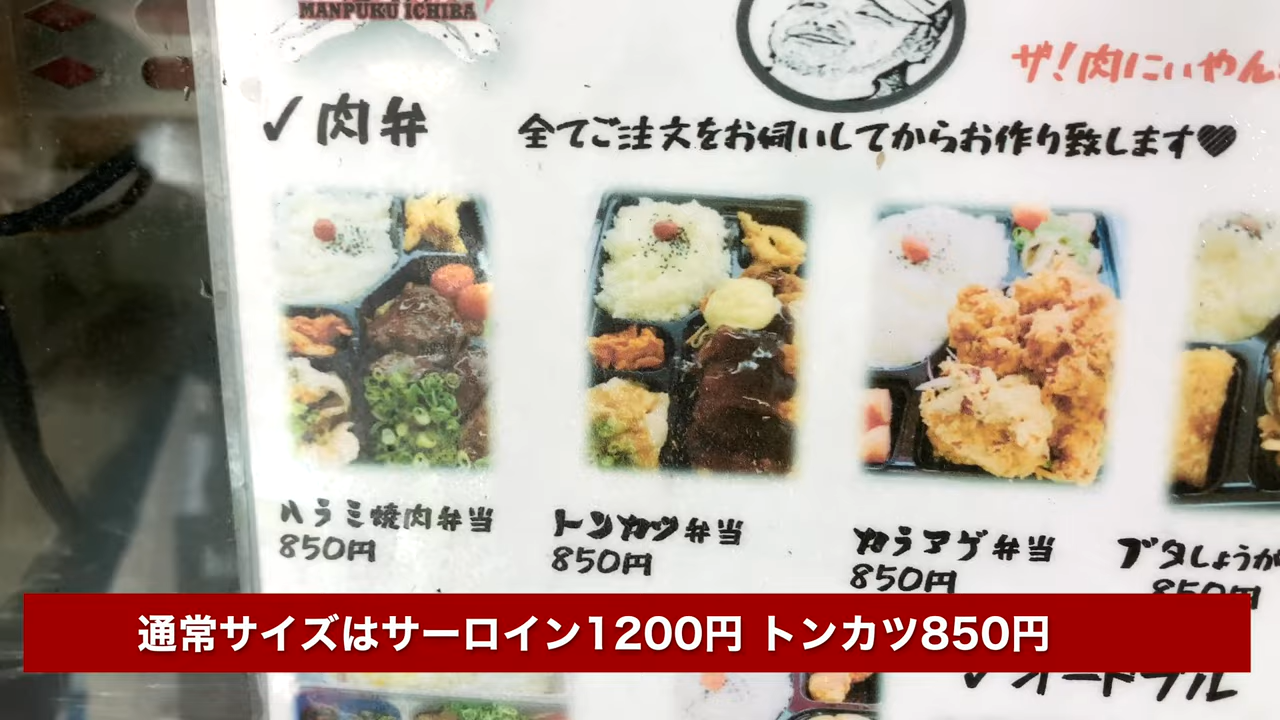 MANPUKU ICHIBA
ザ!肉にいやん
✓肉弁
全てご注文をお伺いしてからお作り致します♥
ハラミ焼肉弁当
850円
トンカツ弁当
850円
カラアゲ弁当
850円
ブタしょうが
850円
通常サイズはサーロイン1200円 トンカツ850円
✓オードブル